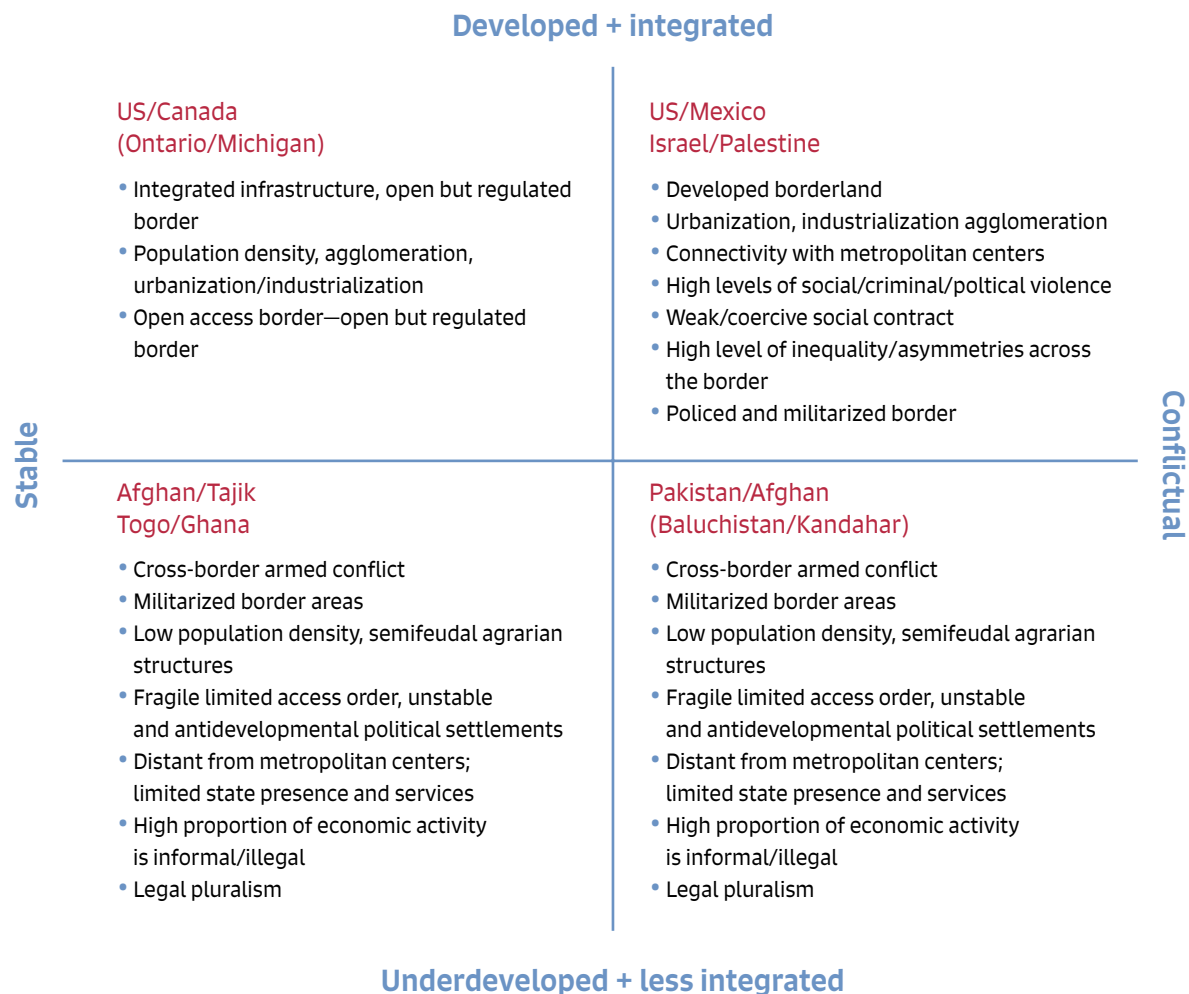 Developed + integrated
US/Canada
(Ontario/Michigan)
• Integrated infrastructure, open but regulated
border
• Population density, agglomeration,
urbanization/industrialization
• Open access border—open but regulated
border
US/Mexico
Israel/Palestine
• Developed borderland
• Urbanization, industrialization agglomeration
• Connectivity with metropolitan centers
• High levels of social/criminal/poltical violence
• Weak/coercive social contract
• High level of inequality/asymmetries across
the border
• Policed and militarized border
Stable
Conflictual
Afghan/Tajik
Togo/Ghana
• Cross-border armed conflict
• Militarized border areas
• Low population density, semifeudal agrarian
structures
• Fragile limited access order, unstable
and antidevelopmental political settlements
• Distant from metropolitan centers;
limited state presence and services
• High proportion of economic activity
is informal/illegal
• Legal pluralism
Pakistan/Afghan
(Baluchistan/Kandahar)
• Cross-border armed conflict
• Militarized border areas
• Low population density, semifeudal agrarian
structures
• Fragile limited access order, unstable
and antidevelopmental political settlements
• Distant from metropolitan centers;
limited state presence and services
• High proportion of economic activity
is informal/illegal
• Legal pluralism
Underdeveloped + less integrated